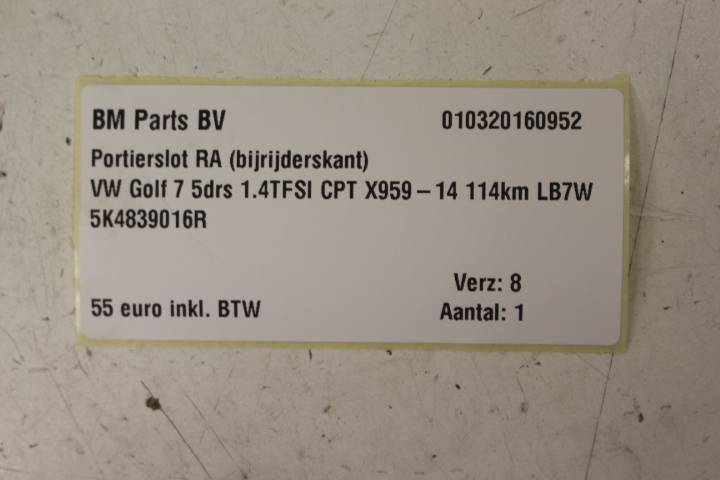 BM Parts BV 010320160952
Portierslot RA (bijrijderskant)
VW Golf 7 5drs 1.4TFSI CPT X959 – 14 114km LB7W
5K4839016R
Verz: 8
55 euro inkl. BTW Aantal: 1